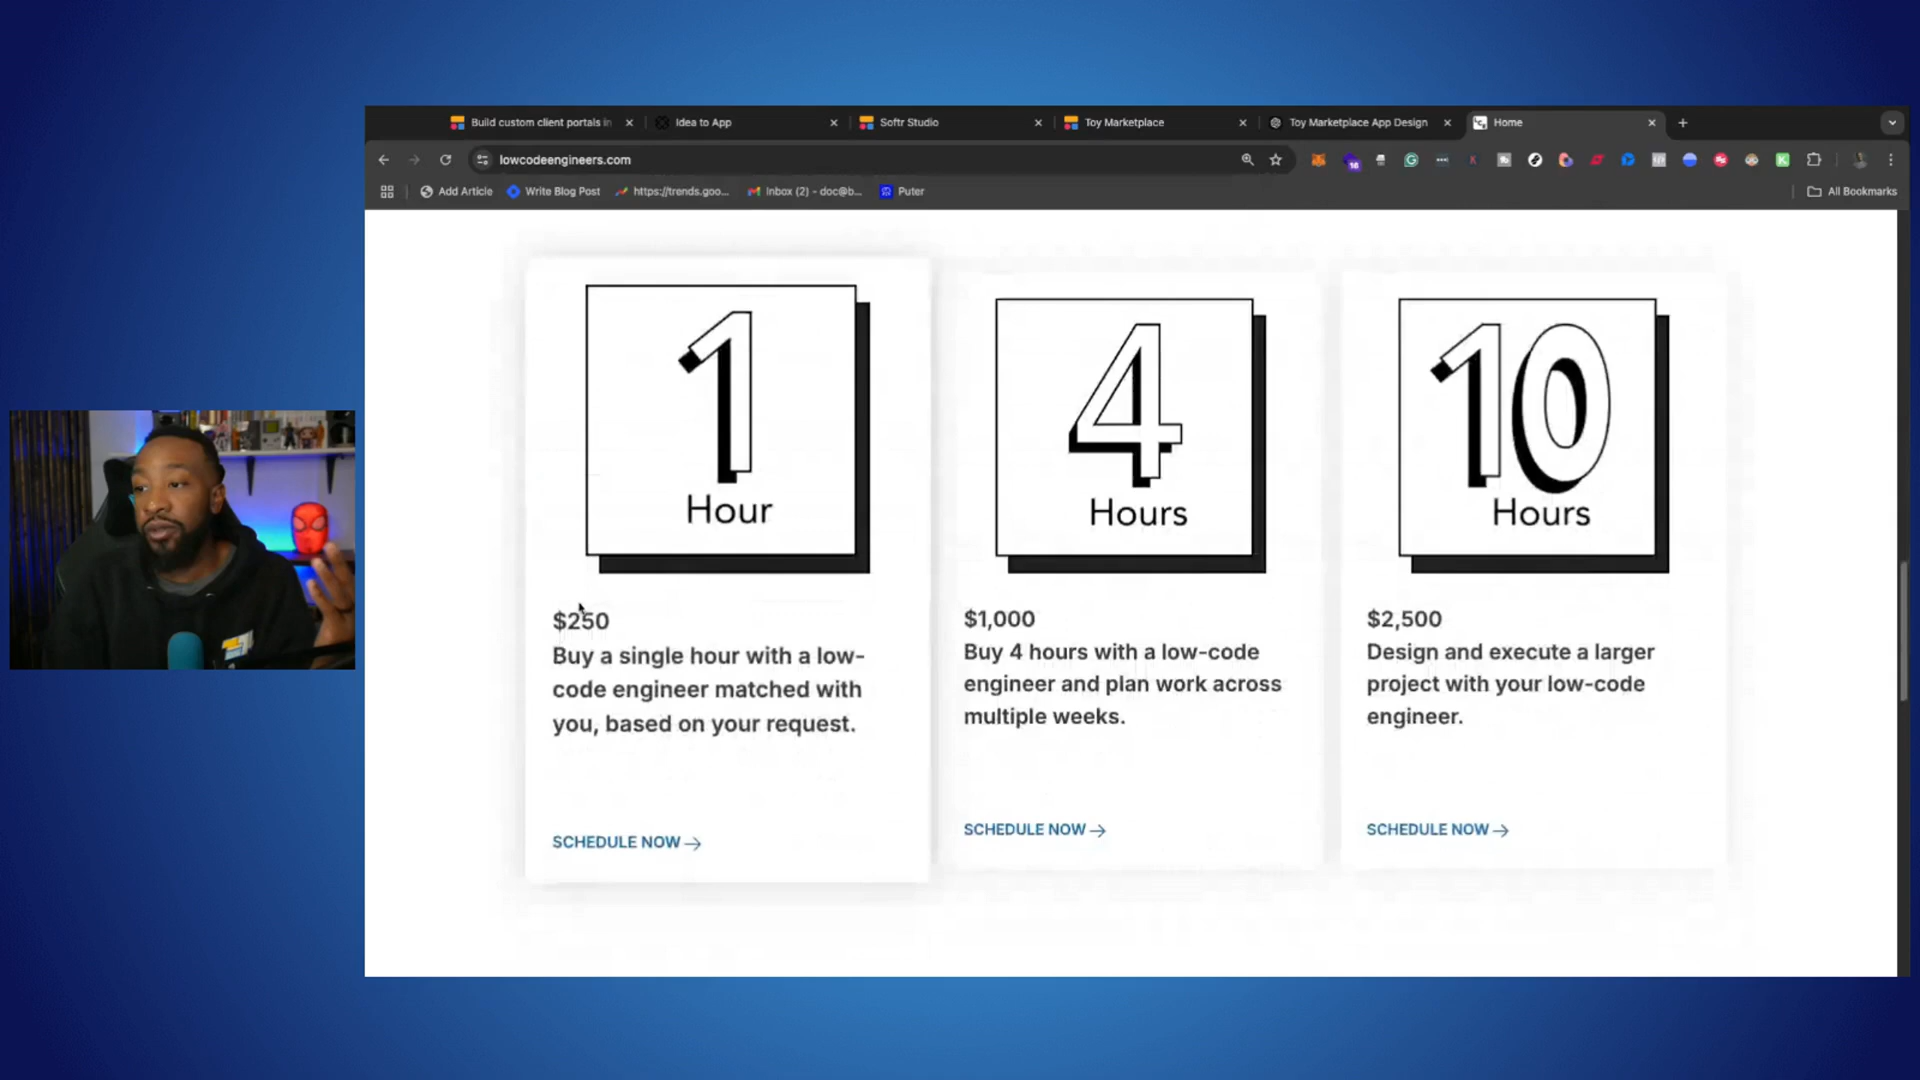 Build custom client portals in
Idea to App
Softr Studio
Toy Marketplace
Toy Marketplace App Design
Home
lowcodeengineers.com
Add Article
Write Blog Post
https://trends.goo...
Inbox (2) - doc@b...
Puter
All Bookmarks
1
Hour
4
Hours
10
Hours
$250
Buy a single hour with a low-
code engineer matched with
you, based on your request.
SCHEDULE NOW →
$1,000
Buy 4 hours with a low-code
engineer and plan work across
multiple weeks.
SCHEDULE NOW →
$2,500
Design and execute a larger
project with your low-code
engineer.
SCHEDULE NOW →